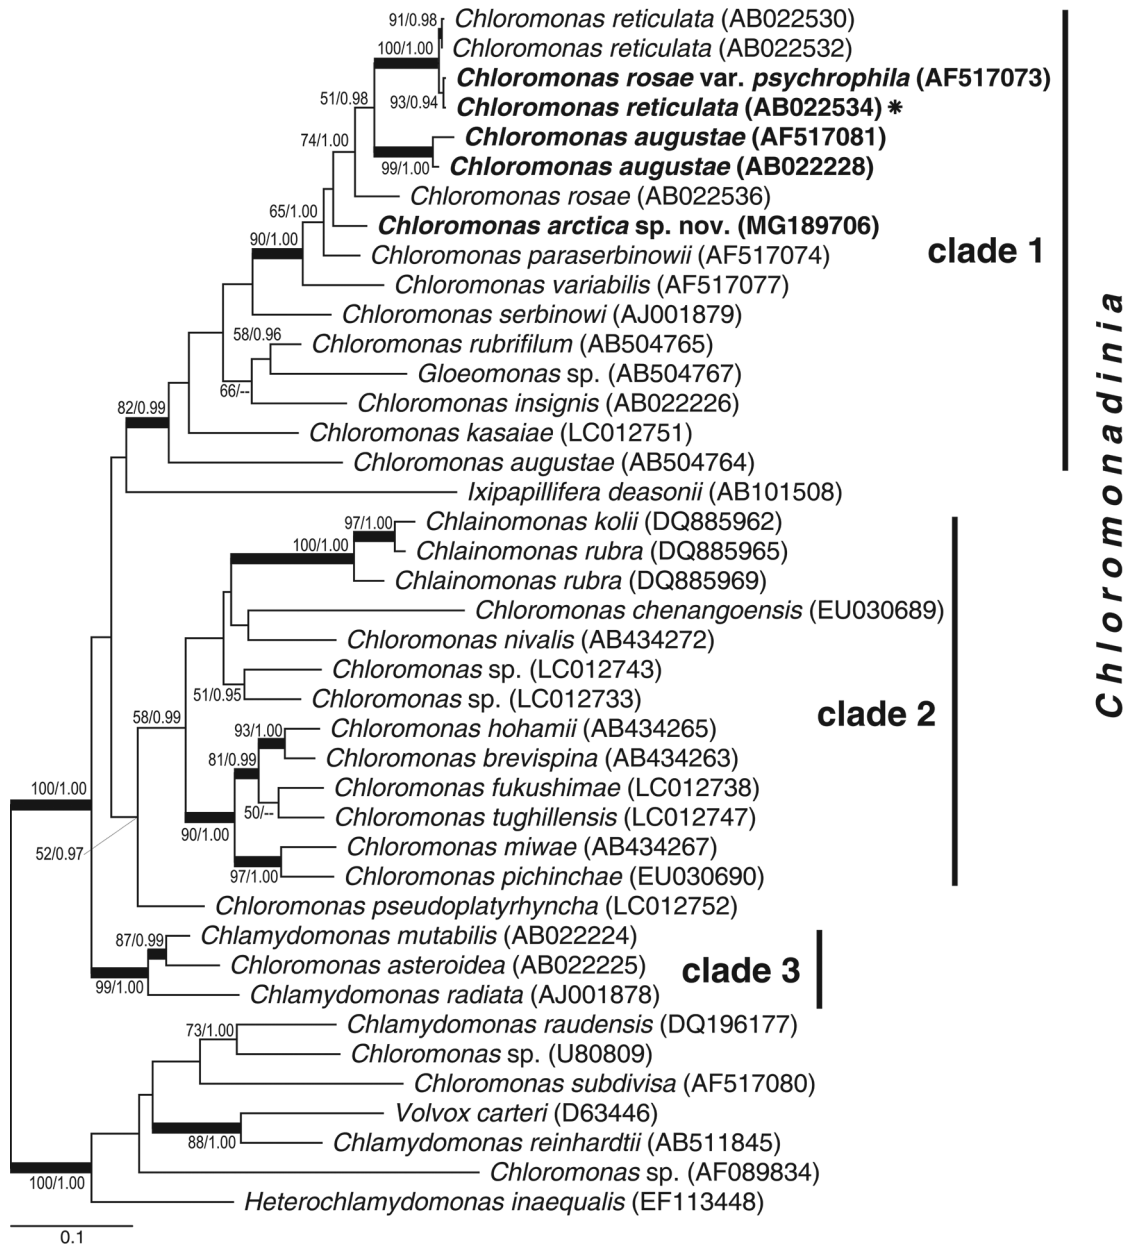 91/0.98
Chloromonas reticulata (AB022530)
100/1.00
Chloromonas reticulata (AB022532)
Chloromonas rosae var. psychrophila (AF517073)
51/0.98
93/0.94
Chloromonas reticulata (AB022534) *
Chloromonas augustae (AF517081)
74/1.00
99/1.00
Chloromonas augustae (AB022228)
Chloromonas rosae (AB022536)
65/1.00
Chloromonas arctica sp. nov. (MG189706)
90/1.00
Chloromonas paraserbinowii (AF517074)
clade 1
Chloromonas variabilis (AF517077)
Chloromonas serbinowi (AJ001879)
58/0.96
Chloromonas rubrifilum (AB504765)
Gloeomonas sp. (AB504767)
66/--
Chloromonas insignis (AB022226)
82/0.99
Chloromonas kasaiae (LC012751)
Chloromonas augustae (AB504764)
Ixipapillifera deasonii (AB101508)
Chloromonadinia
97/1.00
Chlainomonas kolii (DQ885962)
100/1.00
Chlainomonas rubra (DQ885965)
Chlainomonas rubra (DQ885969)
Chloromonas chenangoensis (EU030689)
Chloromonas nivalis (AB434272)
Chloromonas sp. (LC012743)
51/0.95
Chloromonas sp. (LC012733)
58/0.99
clade 2
93/1.00
Chloromonas hohamii (AB434265)
81/0.99
Chloromonas brevispina (AB434263)
100/1.00
Chloromonas fukushimae (LC012738)
50/--
Chloromonas tughillensis (LC012747)
90/1.00
52/0.97
Chloromonas miwae (AB434267)
97/1.00
Chloromonas pichinchae (EU030690)
Chloromonas pseudoplatyrhyncha (LC012752)
87/0.99
Chlamydomonas mutabilis (AB022224)
Chloromonas asteroidea (AB022225)
clade 3
99/1.00
Chlamydomonas radiata (AJ001878)
73/1.00
Chlamydomonas raudensis (DQ196177)
Chloromonas sp. (U80809)
Chloromonas subdivisa (AF517080)
Volvox carteri (D63446)
88/1.00
Chlamydomonas reinhardtii (AB511845)
Chloromonas sp. (AF089834)
100/1.00
Heterochlamydomonas inaequalis (EF113448)
0.1